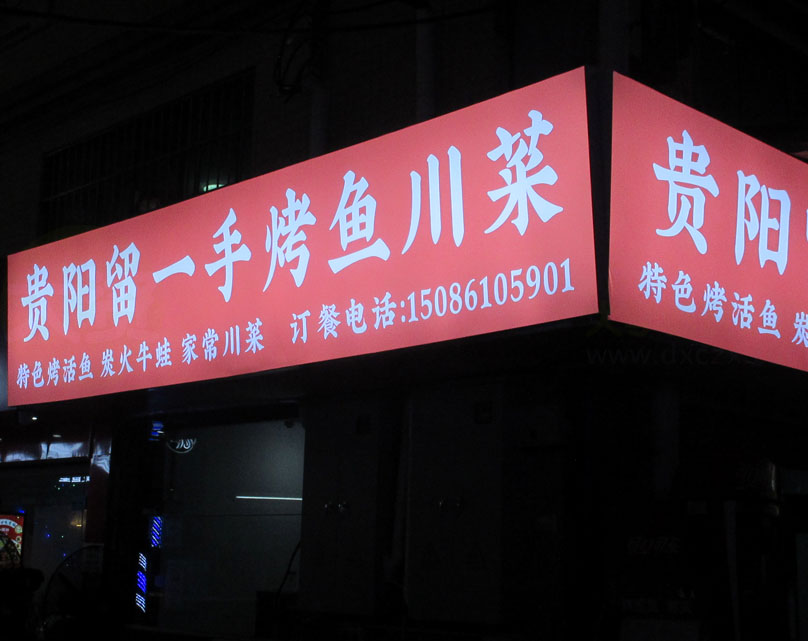 贵阳留一手烤鱼川菜
特色烤活鱼 炭火牛蛙 家常川菜 订餐电话:15086105901
贵阳
特色烤活鱼 炭